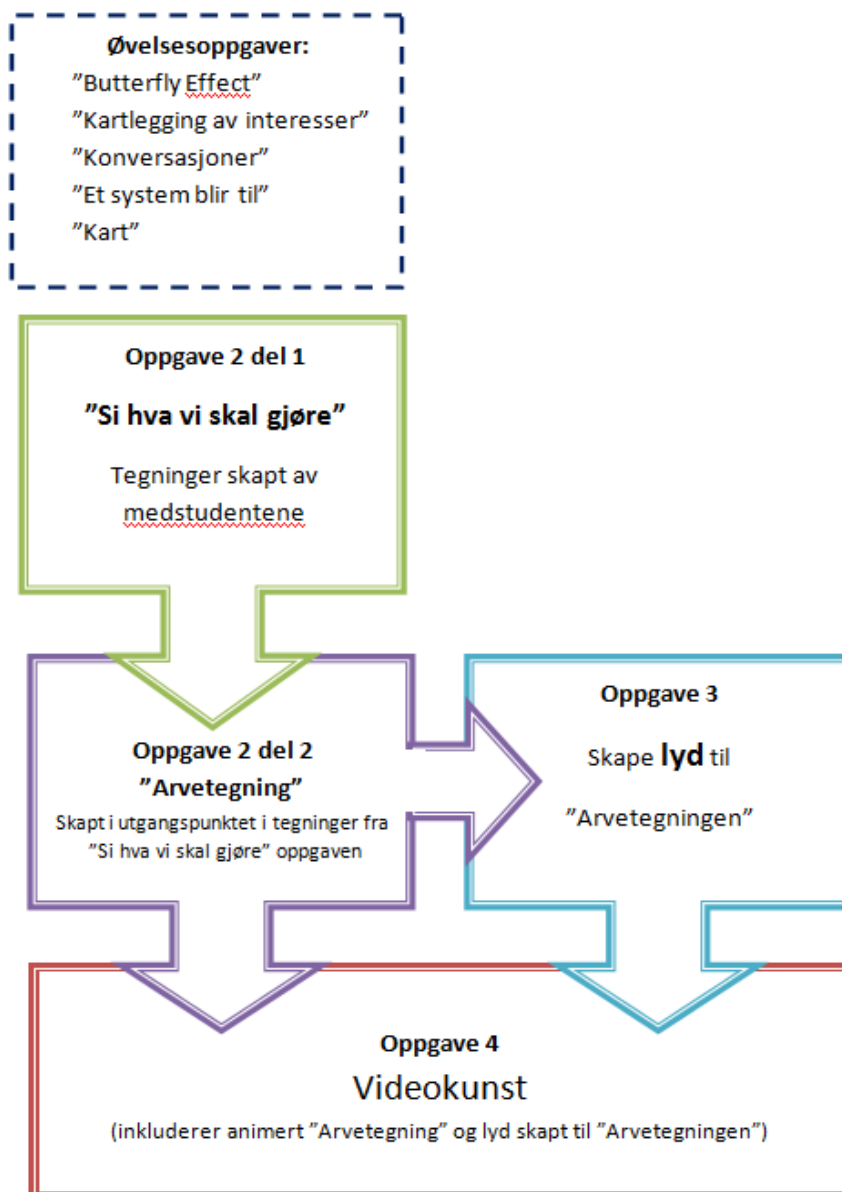 Øvelsesoppgaver:
”Butterfly Effect”
”Kartlegging av interesser”
”Konversasjoner”
”Et system blir til”
”Kart”
Oppgave 2 del 1
”Si hva vi skal gjøre”
Tegninger skapt av
medstudentene
Oppgave 2 del 2
”Arvetegning”
Skapt i utgangspunktet i tegninger fra
”Si hva vi skal gjøre” oppgaven
Oppgave 3
Skape lyd til
”Arvetegningen”
Oppgave 4
Videokunst
(inkluderer animert ”Arvetegning” og lyd skapt til ”Arvetegningen”)